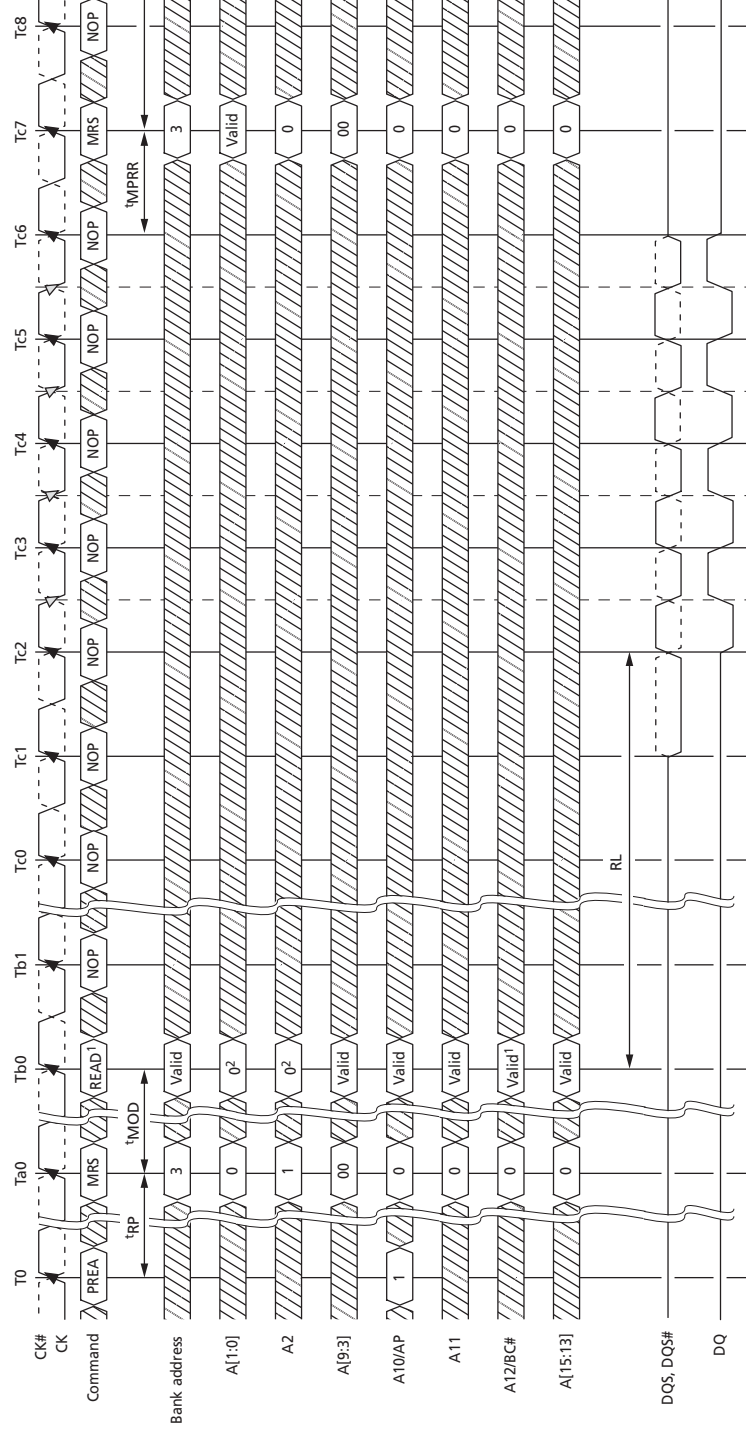 T0 Ta0 Tb0 Tb1 Tc0 Tc1 Tc2 Tc3 Tc4 Tc5 Tc6 Tc7 Tc8
CK#
CK
Command PREA MRS READ1 NOP NOP NOP NOP NOP NOP NOP NOP MRS NOP
tRP tMOD tMPRR
Bank address 3 Valid 3
A[1:0] 0 02 Valid
A2 1 02 0
A[9:3] 00 Valid 00
A10/AP 1 0 Valid 0
A11 0 Valid 0
A12/BC# 0 Valid1 0
A[15:13] 0 Valid 0
RL
DQS, DQS#
DQ